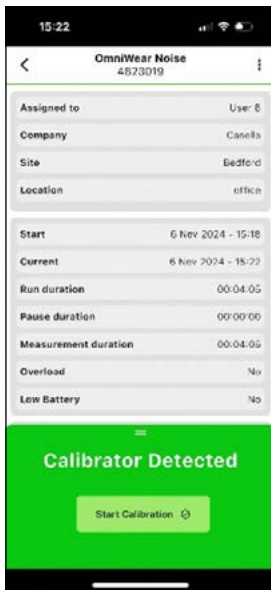 15:22
OmniWear Noise
4823019
Assigned to User 8
Company Casella
Site Bedford
Location office
Start 6 Nov 2024 - 15:18
Current 6 Nov 2024 - 15:22
Run duration 00:04:05
Pause duration 00:00:00
Measurement duration 00:04:05
Overload No
Low Battery No
Calibrator Detected
Start Calibration